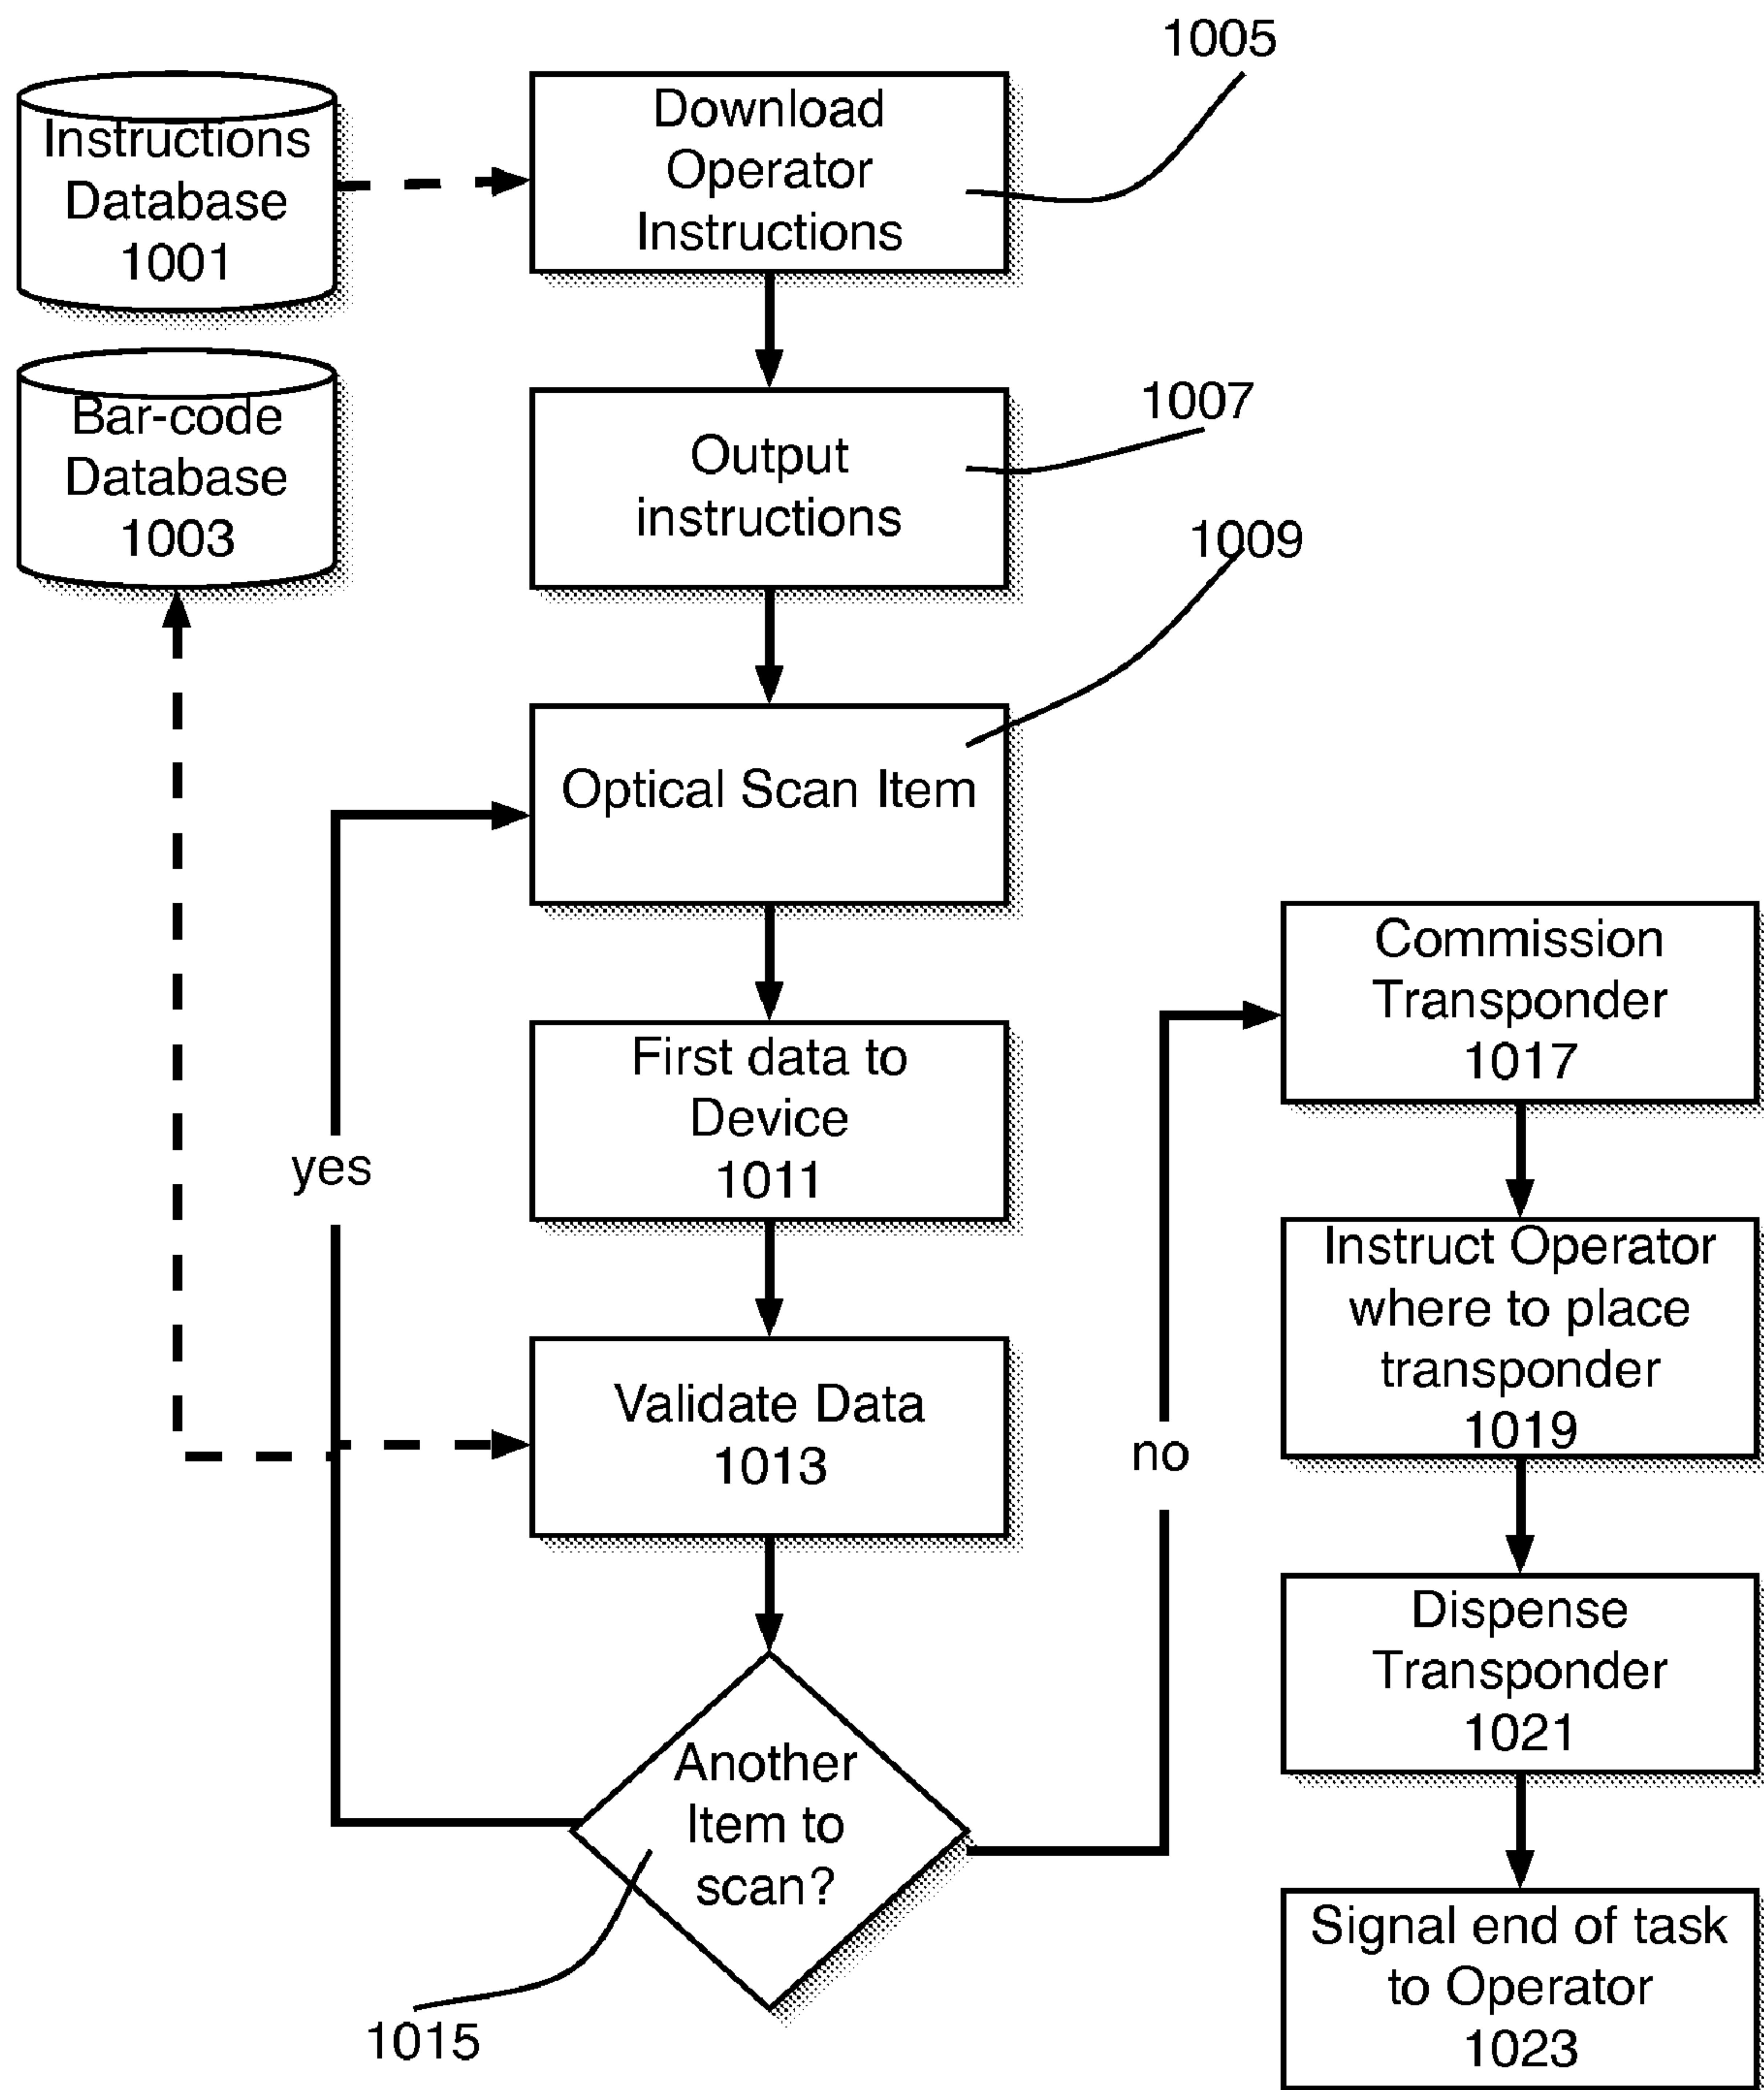 1005
Instructions
Database
1001
Download
Operator
Instructions
Bar-code
Database
1003
1007
Output
instructions
1009
Optical Scan Item
First data to
Device
1011
yes
Validate Data
1013
Another
Item to
scan?
1015
no
Commission
Transponder
1017
Instruct Operator
where to place
transponder
1019
Dispense
Transponder
1021
Signal end of task
to Operator
1023